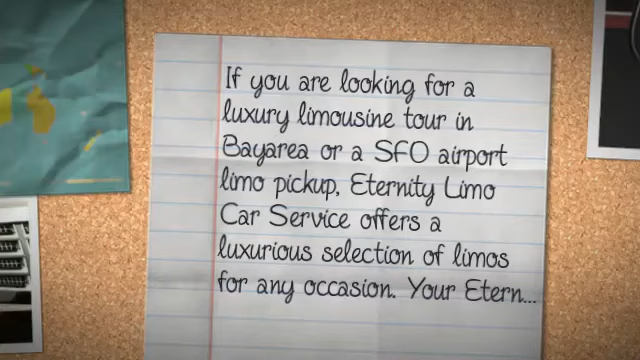 If you are looking for a
luxury limousine tour in
Bayarea or a SFO airport
limo pickup, Eternity Limo
Car Service offers a
luxurious selection of limos
for any occasion. Your Etern...